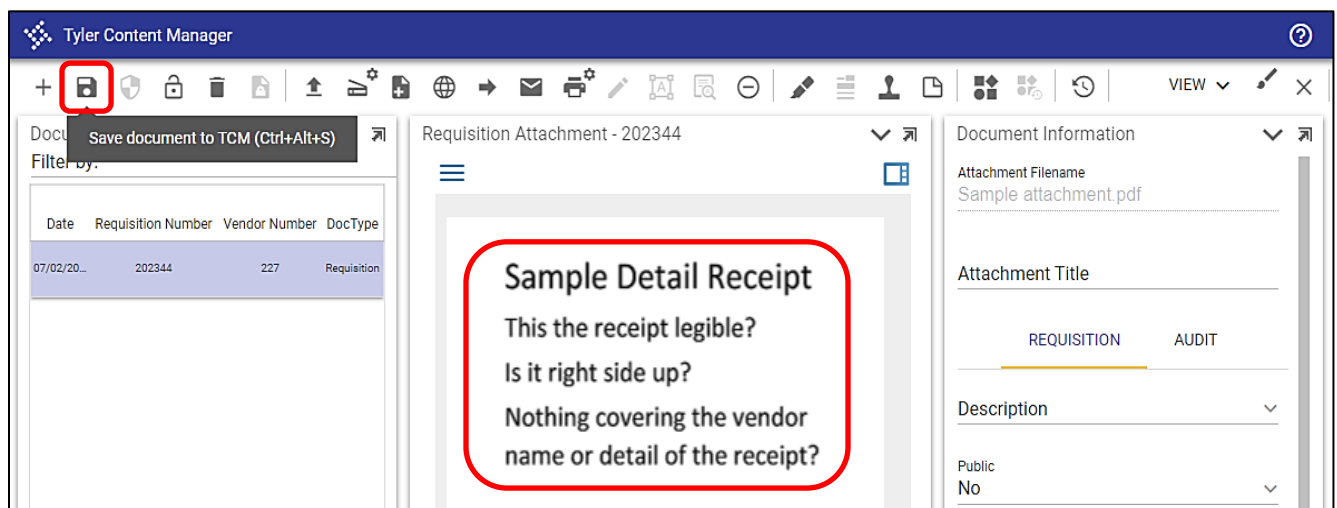 Tyler Content Manager
VIEW
Save document to TCM (Ctrl+Alt+S)
Filter by:
Date Requisition Number Vendor Number DocType
07/02/20... 202344 227 Requisition
Requisition Attachment - 202344
Sample Detail Receipt
This the receipt legible?
Is it right side up?
Nothing covering the vendor
name or detail of the receipt?
Document Information
Attachment Filename
Sample attachment.pdf
Attachment Title
REQUISITION AUDIT
Description
Public
No